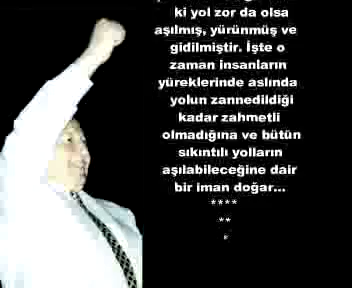 ki yol zor da olsa
aşılmış, yürünmüş ve
gidilmiştir. İşte o
zaman insanların
yüreklerinde aslında
yolun zannedildiği
kadar zahmetli
olmadığına ve bütün
sıkıntılı yolların
aşılabileceğine dair
bir iman doğar...
****
**
*